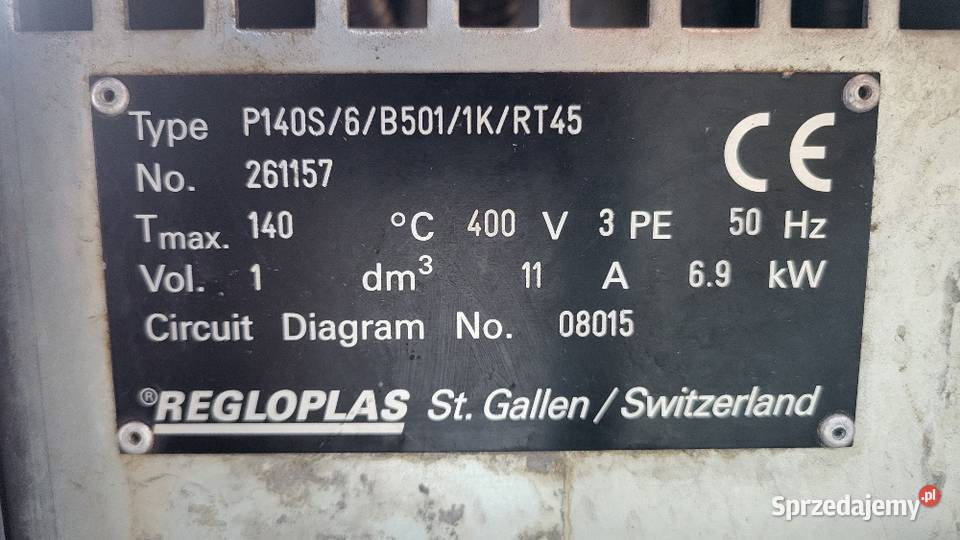 Type P140S/6/B501/1K/RT45
CE
No. 261157
Tmax. 140 °C 400 V 3 PE 50 Hz
Vol. 1 dm³ 11 A 6.9 kW
Circuit Diagram No. 08015
®REGLOPLAS St. Gallen / Switzerland
Sprzedajemy.pl